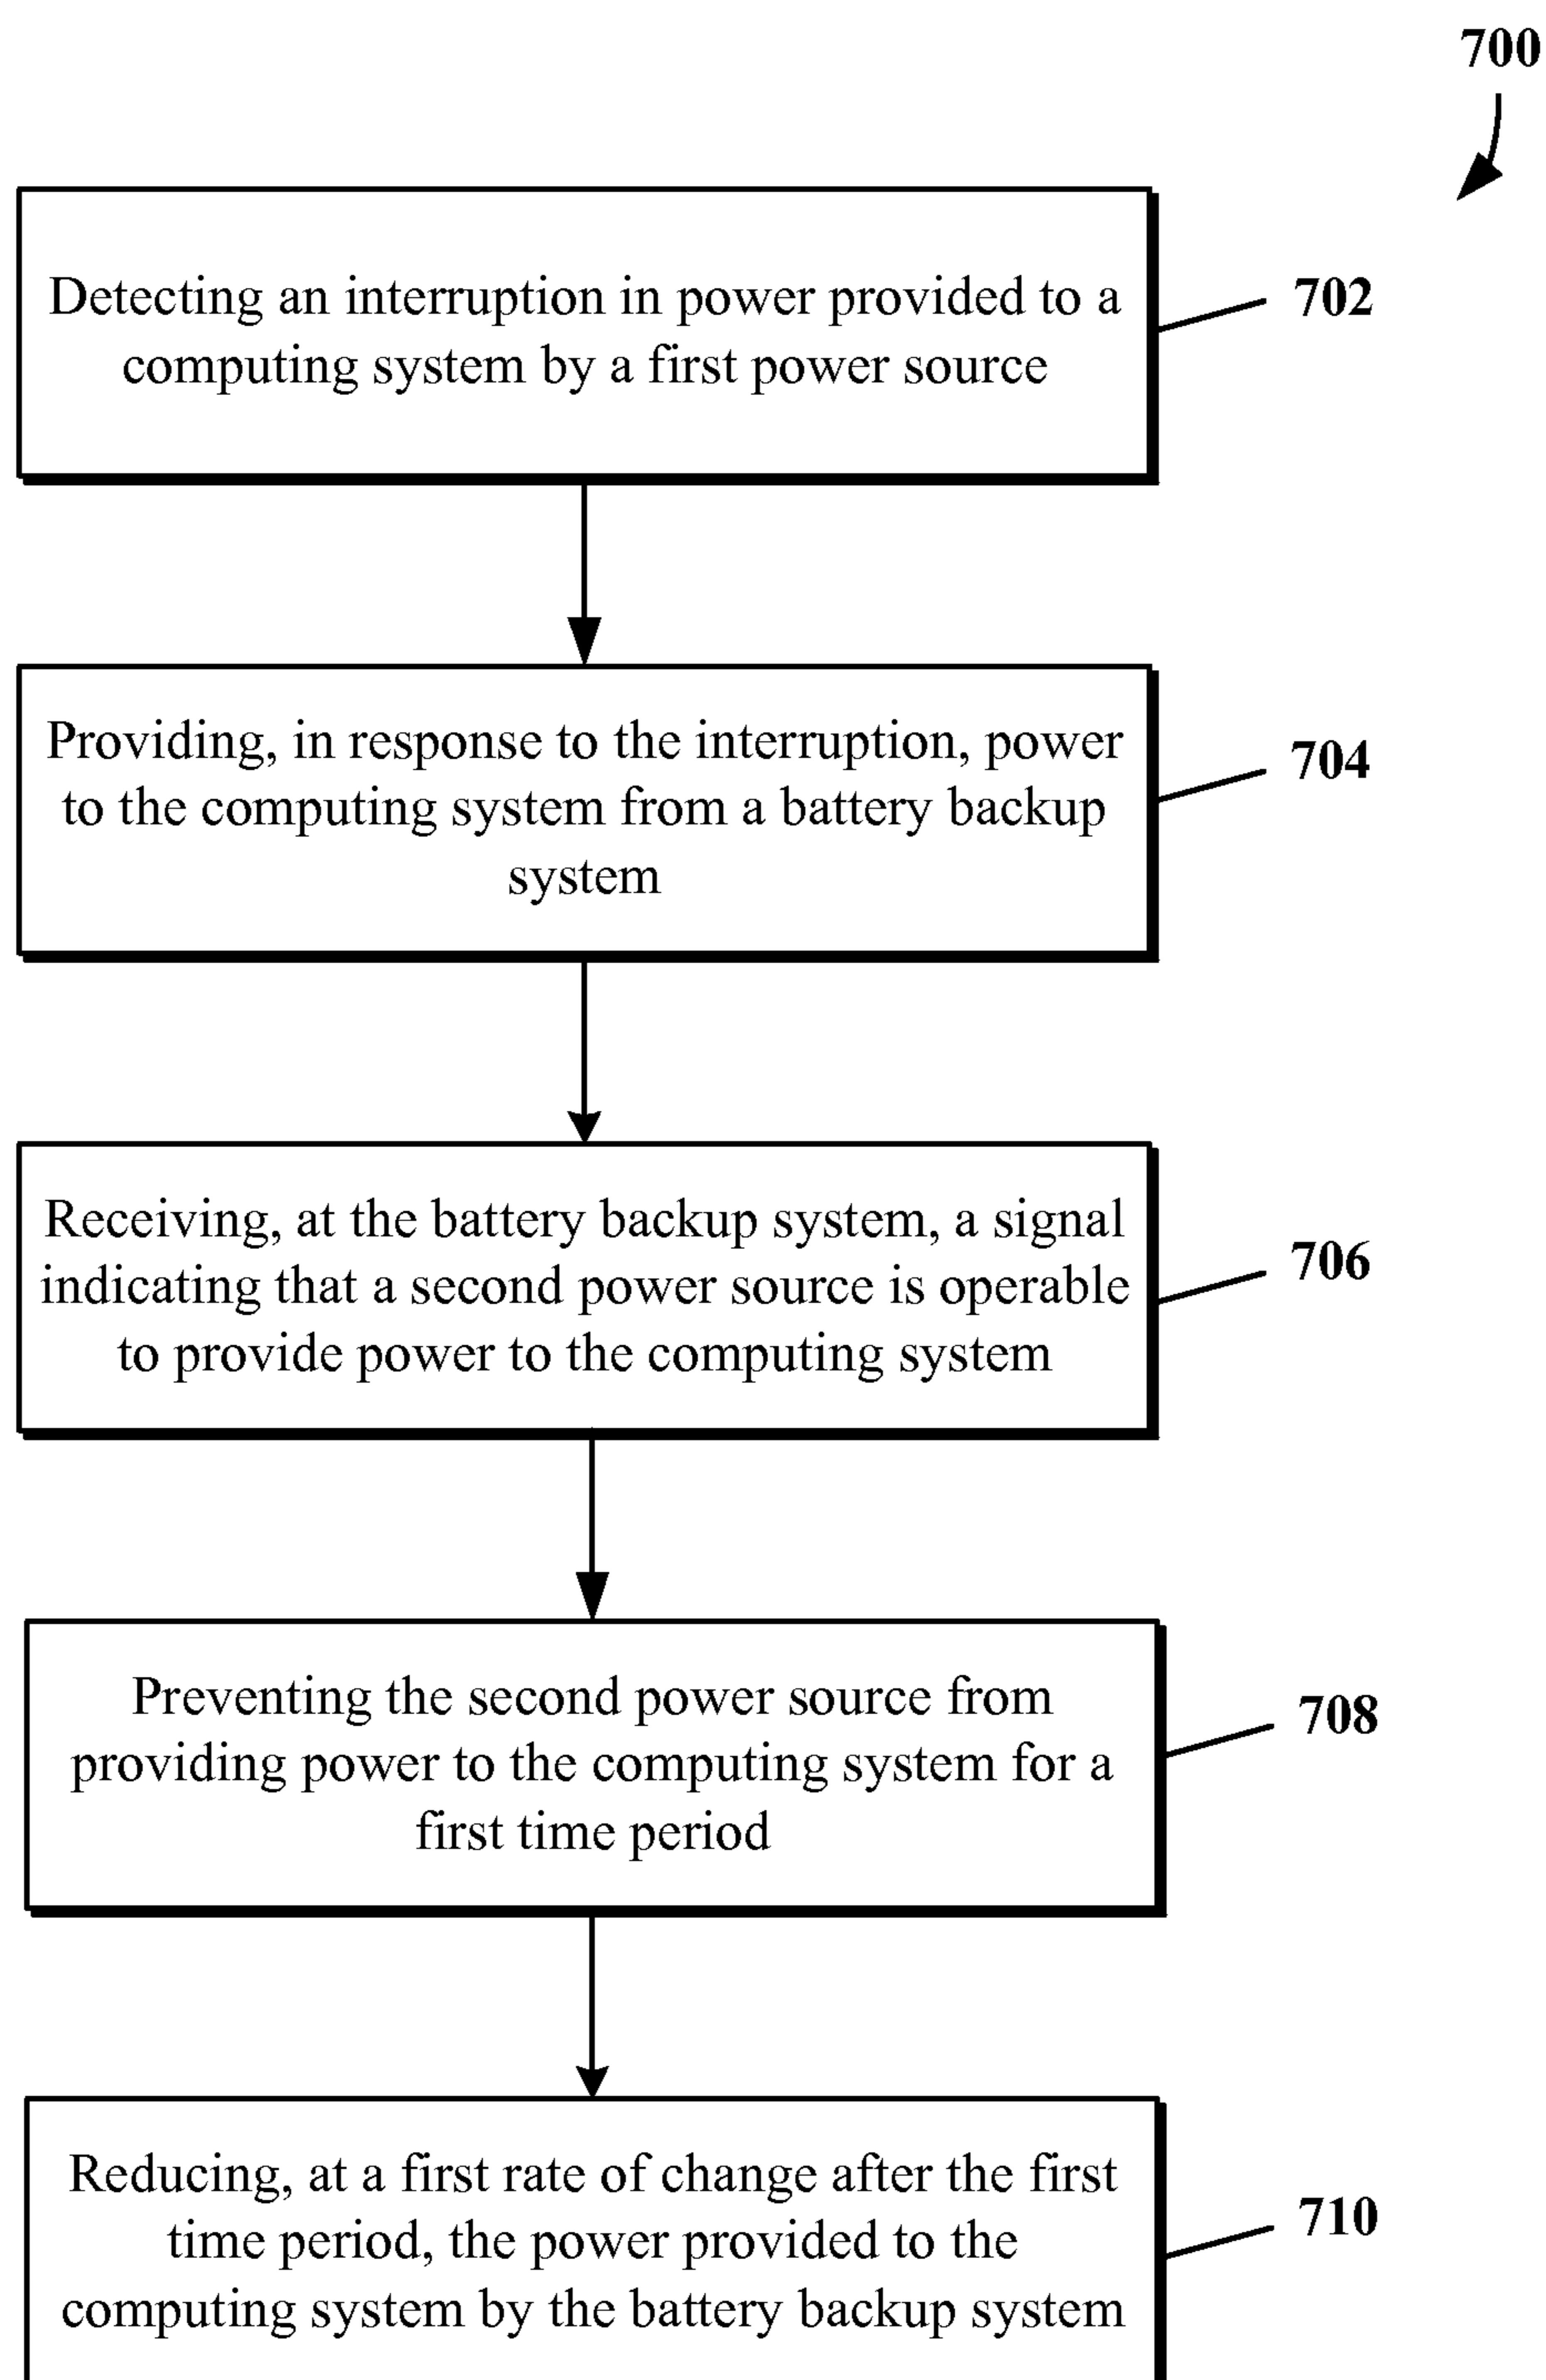 700
Detecting an interruption in power provided to a
computing system by a first power source
702
Providing, in response to the interruption, power
to the computing system from a battery backup
system
704
Receiving, at the battery backup system, a signal
indicating that a second power source is operable
to provide power to the computing system
706
Preventing the second power source from
providing power to the computing system for a
first time period
708
Reducing, at a first rate of change after the first
time period, the power provided to the
computing system by the battery backup system
710